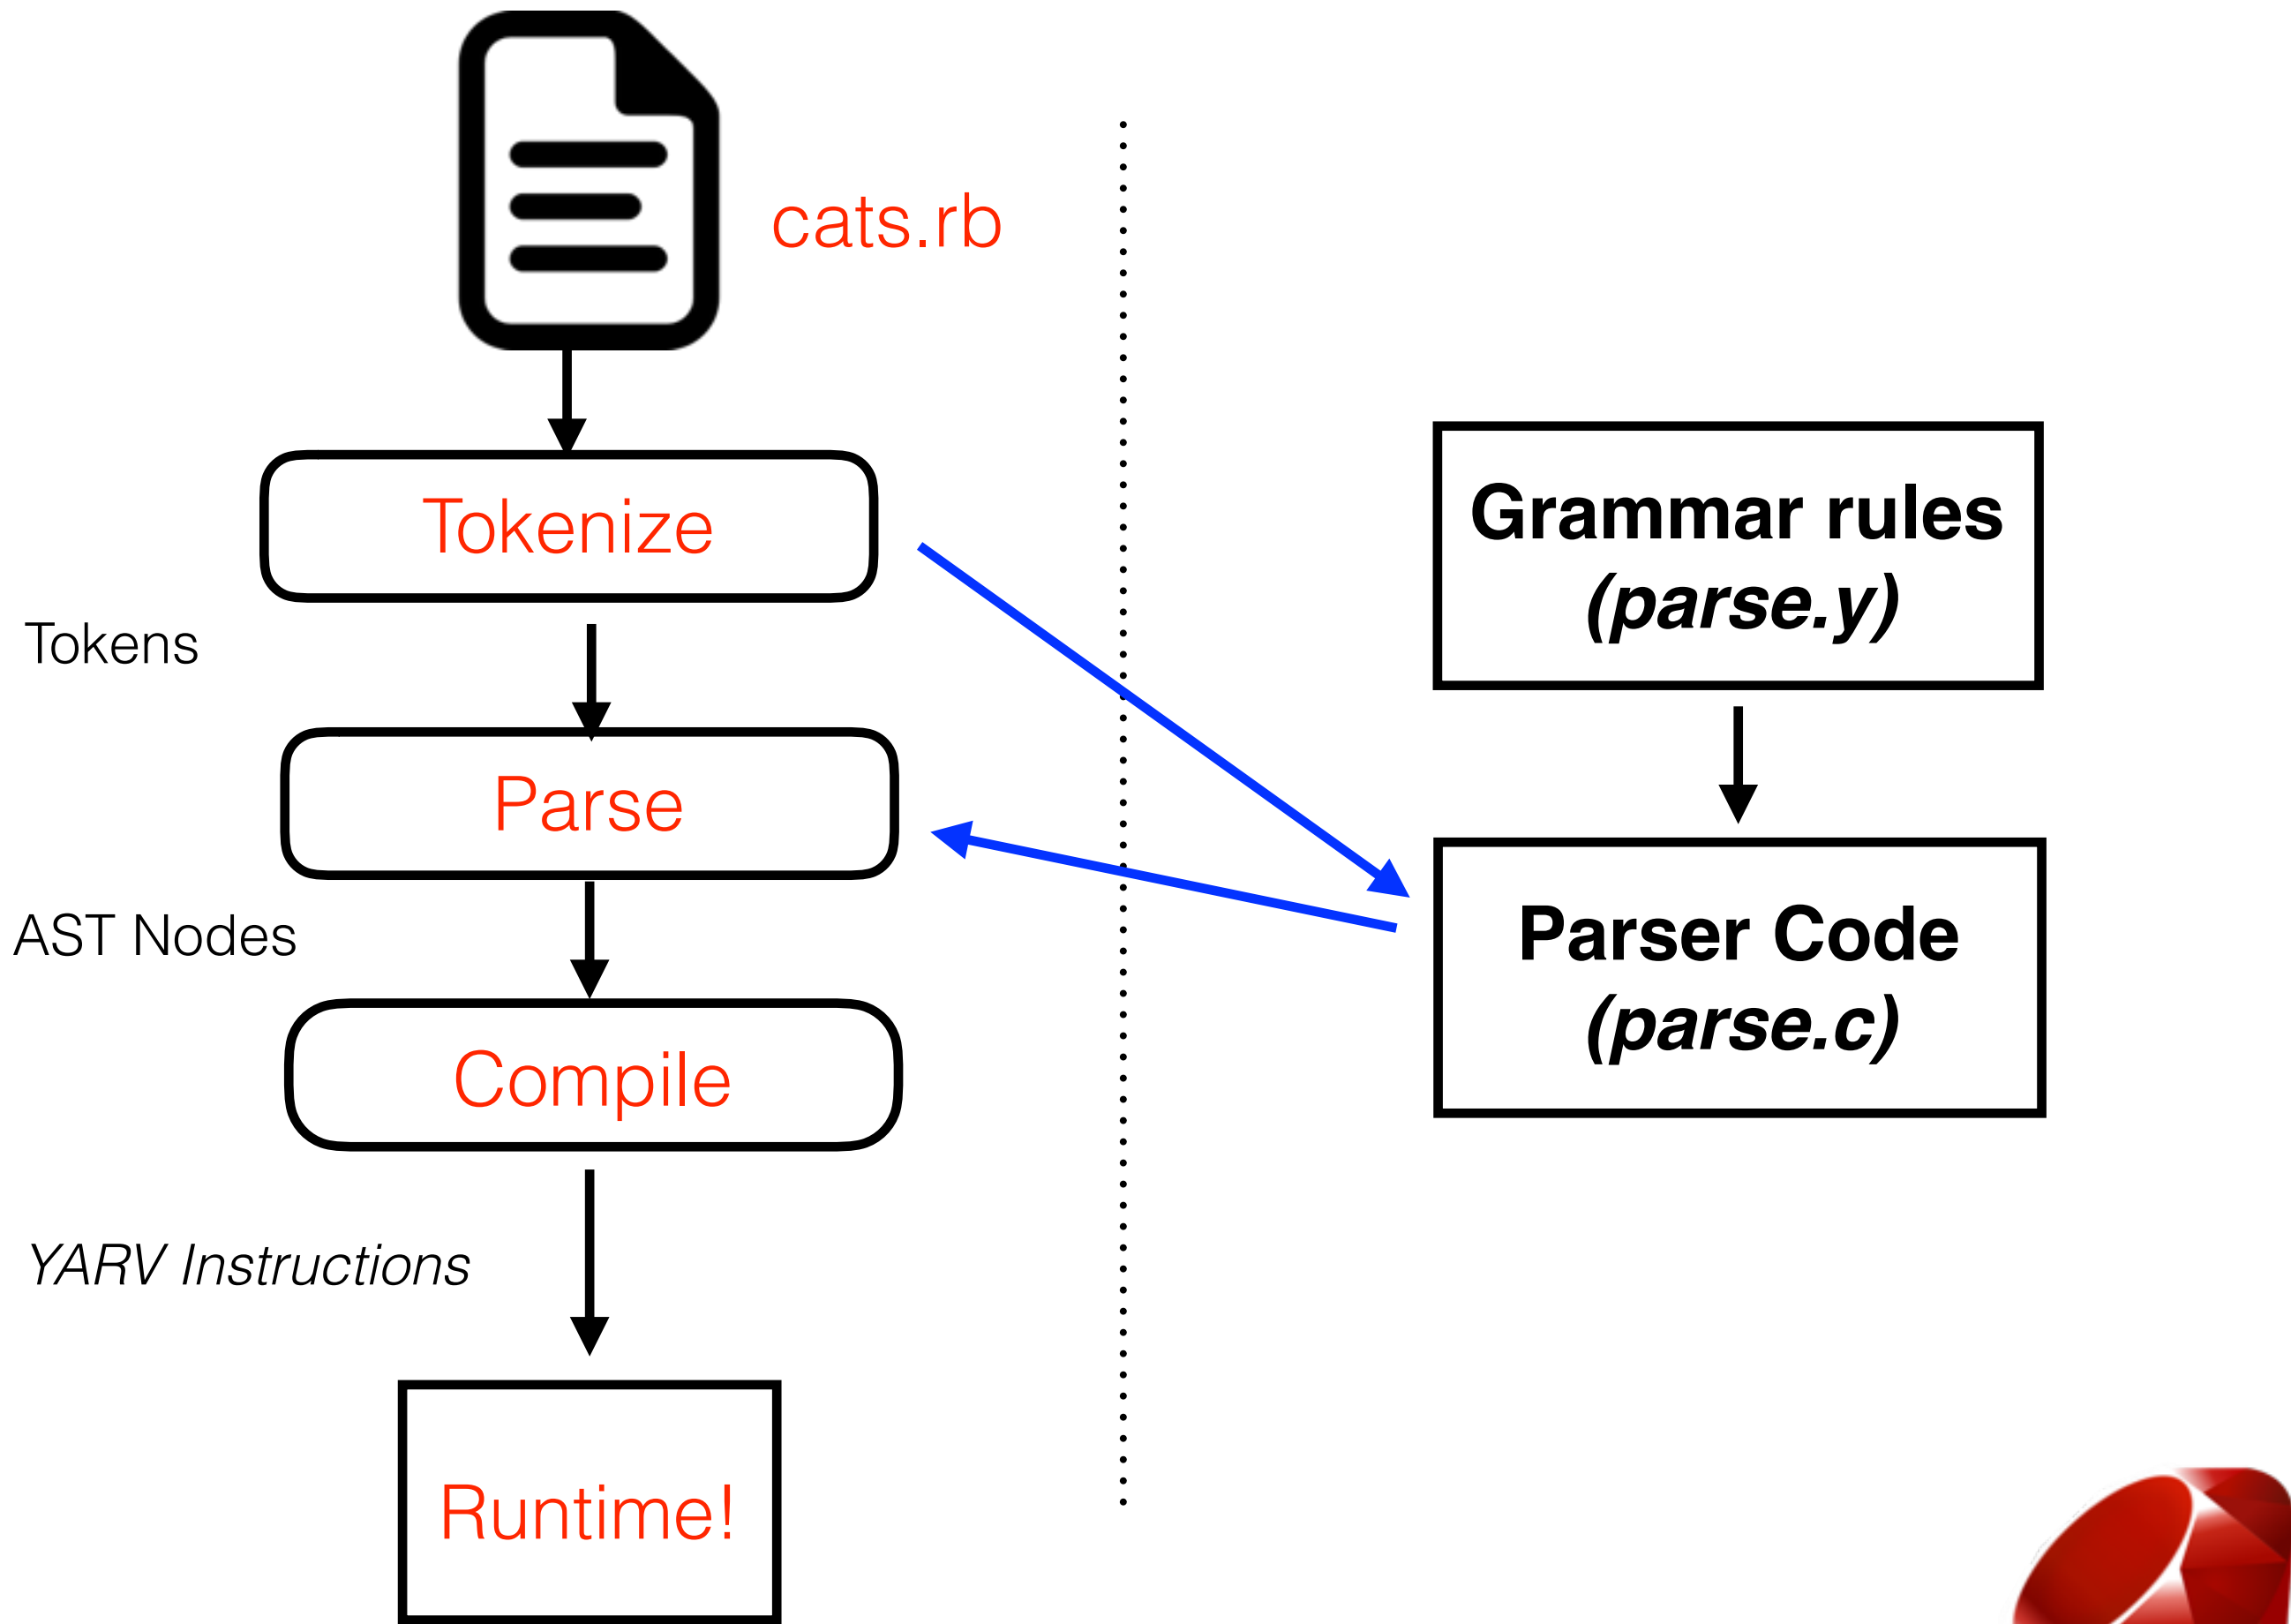 cats.rb
Tokenize
Tokens
Parse
AST Nodes
Compile
YARV Instructions
Runtime!
Grammar rules
(parse.y)
Parser Code
(parse.c)